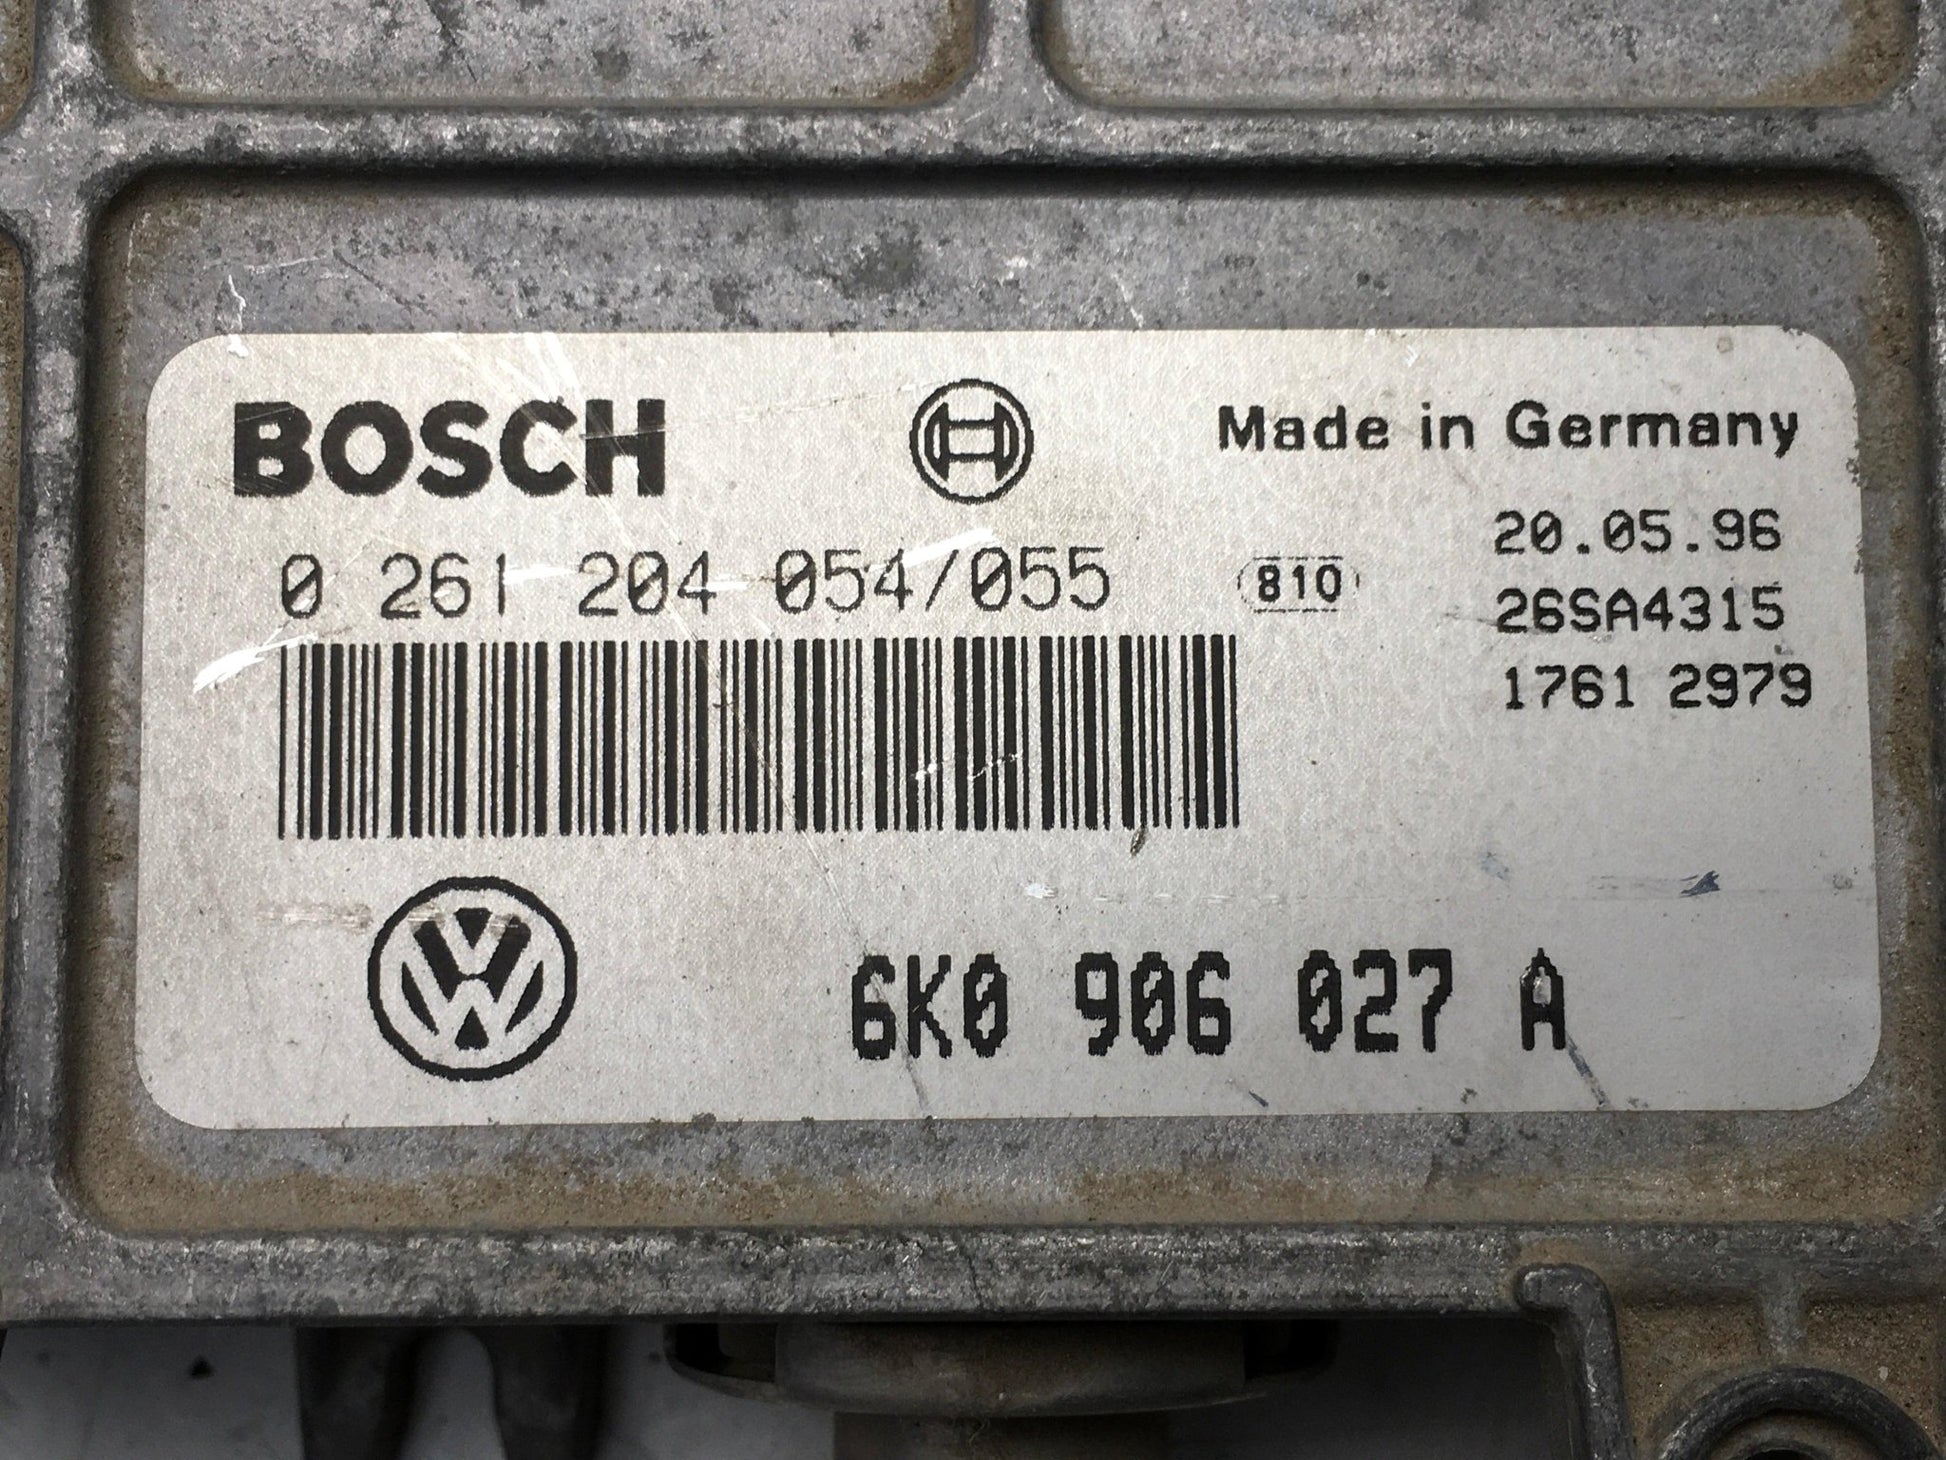 BOSCH Made in Germany
20.05.96
0 261 204 054/055 810 26SA4315
1761 2979
6K0 906 027 A